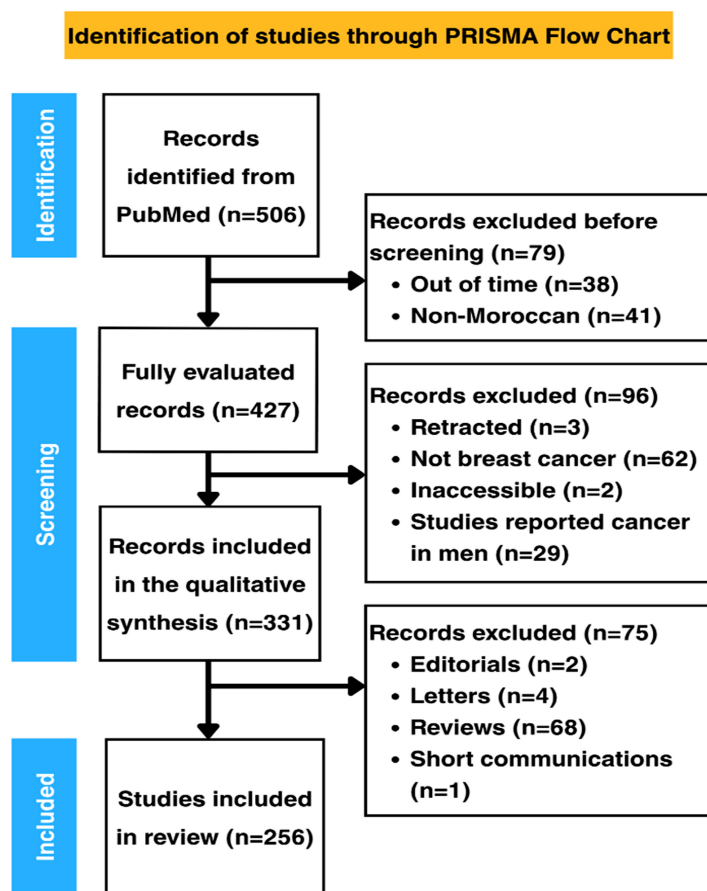 Identification of studies through PRISMA Flow Chart
Identification
Records
identified from
PubMed (n=506)
Records excluded before
screening (n=79)
• Out of time (n=38)
• Non-Moroccan (n=41)
Screening
Fully evaluated
records (n=427)
Records excluded (n=96)
• Retracted (n=3)
• Not breast cancer (n=62)
• Inaccessible (n=2)
• Studies reported cancer
in men (n=29)
Records included
in the qualitative
synthesis (n=331)
Records excluded (n=75)
• Editorials (n=2)
• Letters (n=4)
• Reviews (n=68)
• Short communications
(n=1)
Included
Studies included
in review (n=256)